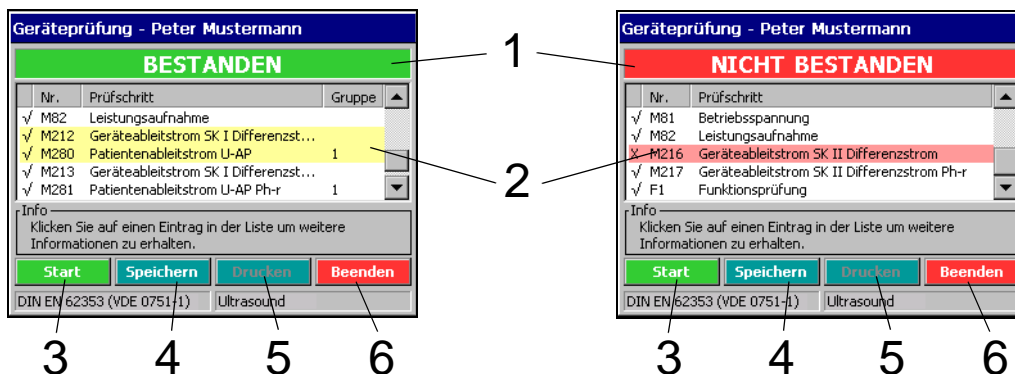 Geräteprüfung - Peter Mustermann
BESTANDEN
Nr. Prüfschritt Gruppe
√ M82 Leistungsaufnahme
√ M212 Geräteableitstrom SK I Differenzst...
√ M280 Patientenableitstrom U-AP 1
√ M213 Geräteableitstrom SK I Differenzst...
√ M281 Patientenableitstrom U-AP Ph-r 1
Info
Klicken Sie auf einen Eintrag in der Liste um weitere
Informationen zu erhalten.
Start Speichern Drucken Beenden
DIN EN 62353 (VDE 0751-1) Ultrasound
3 4 5 6
1
2
Geräteprüfung - Peter Mustermann
NICHT BESTANDEN
Nr. Prüfschritt
√ M81 Betriebsspannung
√ M82 Leistungsaufnahme
X M216 Geräteableitstrom SK II Differenzstrom
√ M217 Geräteableitstrom SK II Differenzstrom Ph-r
√ F1 Funktionsprüfung
Info
Klicken Sie auf einen Eintrag in der Liste um weitere
Informationen zu erhalten.
Start Speichern Drucken Beenden
DIN EN 62353 (VDE 0751-1) Ultrasound
3 4 5 6